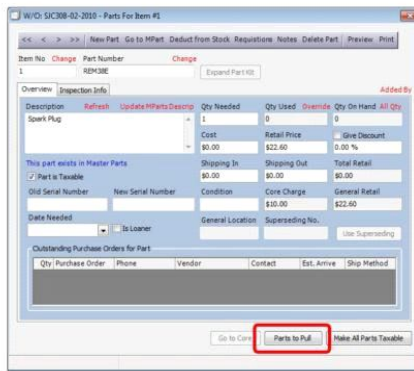 W/O: SJC308-02-2010 - Parts For Item #1
<< < > >> New Part Go to MPart Deduct from Stock Requistions Notes Delete Part Preview Print
Item No Change Part Number Change
1 REM38E Expand Part Kit
Overview Inspection Info Added By
Description Refresh Update MParts Descrip Qty Needed Qty Used Override Qty On Hand All Qty
Spark Plug 1 0 0
Cost Retail Price Give Discount
$0.00 $22.60 0.00 %
This part exists in Master Parts Shipping In Shipping Out Total Retail
Part is Taxable $0.00 $0.00 $0.00
Old Serial Number New Serial Number Condition Core Charge General Retail
$10.00 $22.60
Date Needed Is Loaner General Location Superseding No.
Use Superseding
Outstanding Purchase Orders for Part
Qty Purchase Order Phone Vendor Contact Est. Arrive Ship Method
Go to Core Parts to Pull Make All Parts Taxable